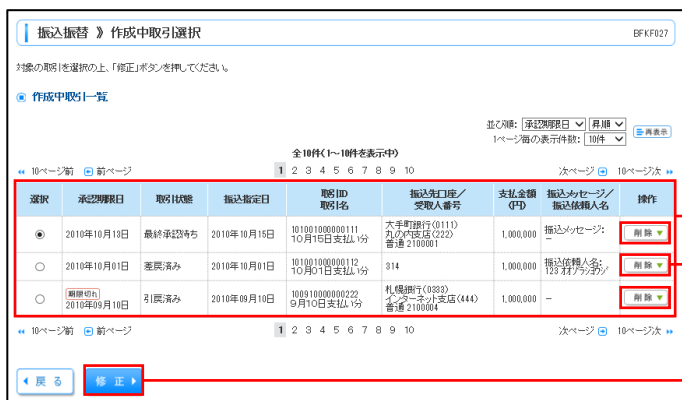 振込振替 》 作成中取引選択
BFKF027
対象の取引を選択の上、「修正」ボタンを押してください。
作成中取引一覧
並び順: 承認期限日 昇順
1ページ毎の表示件数: 10件
再表示
全10件(1～10件を表示中)
10ページ前 前ページ 1 2 3 4 5 6 7 8 9 10 次ページ 10ページ次
選択 承認期限日 取引状態 振込指定日 取引ID 取引名 振込先口座/受取人番号 支払金額(円) 振込メッセージ/振込依頼人名 操作
2010年10月13日 最終承認待ち 2010年10月15日 101001000000111 大手町銀行(0111) 1,000,000 振込メッセージ: 削除
10月15日支払い分 丸の内支店(222) −
普通 2100001
2010年10月01日 差戻済み 2010年10月01日 101001000000112 314 1,000,000 振込依頼人名: 削除
10月01日支払い分
期限切れ
2010年09月10日 引戻済み 2010年09月10日 100910000000222 札幌銀行(0333) 1,000,000 − 削除
9月10日支払い分 インターネット支店(444)
普通 2100004
10ページ前 前ページ 1 2 3 4 5 6 7 8 9 10 次ページ 10ページ次
戻る 修正